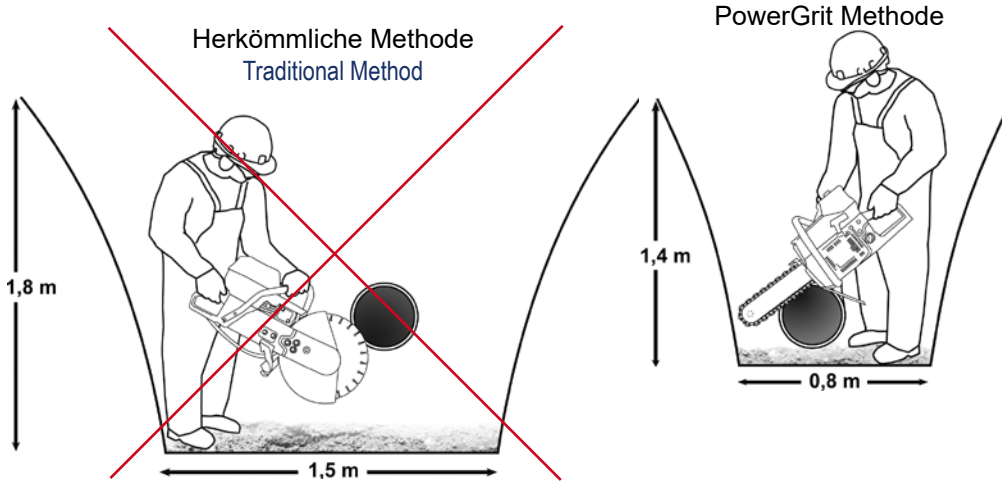 Herkömmliche Methode
Traditional Method
1,8 m
1,5 m
PowerGrit Methode
1,4 m
0,8 m